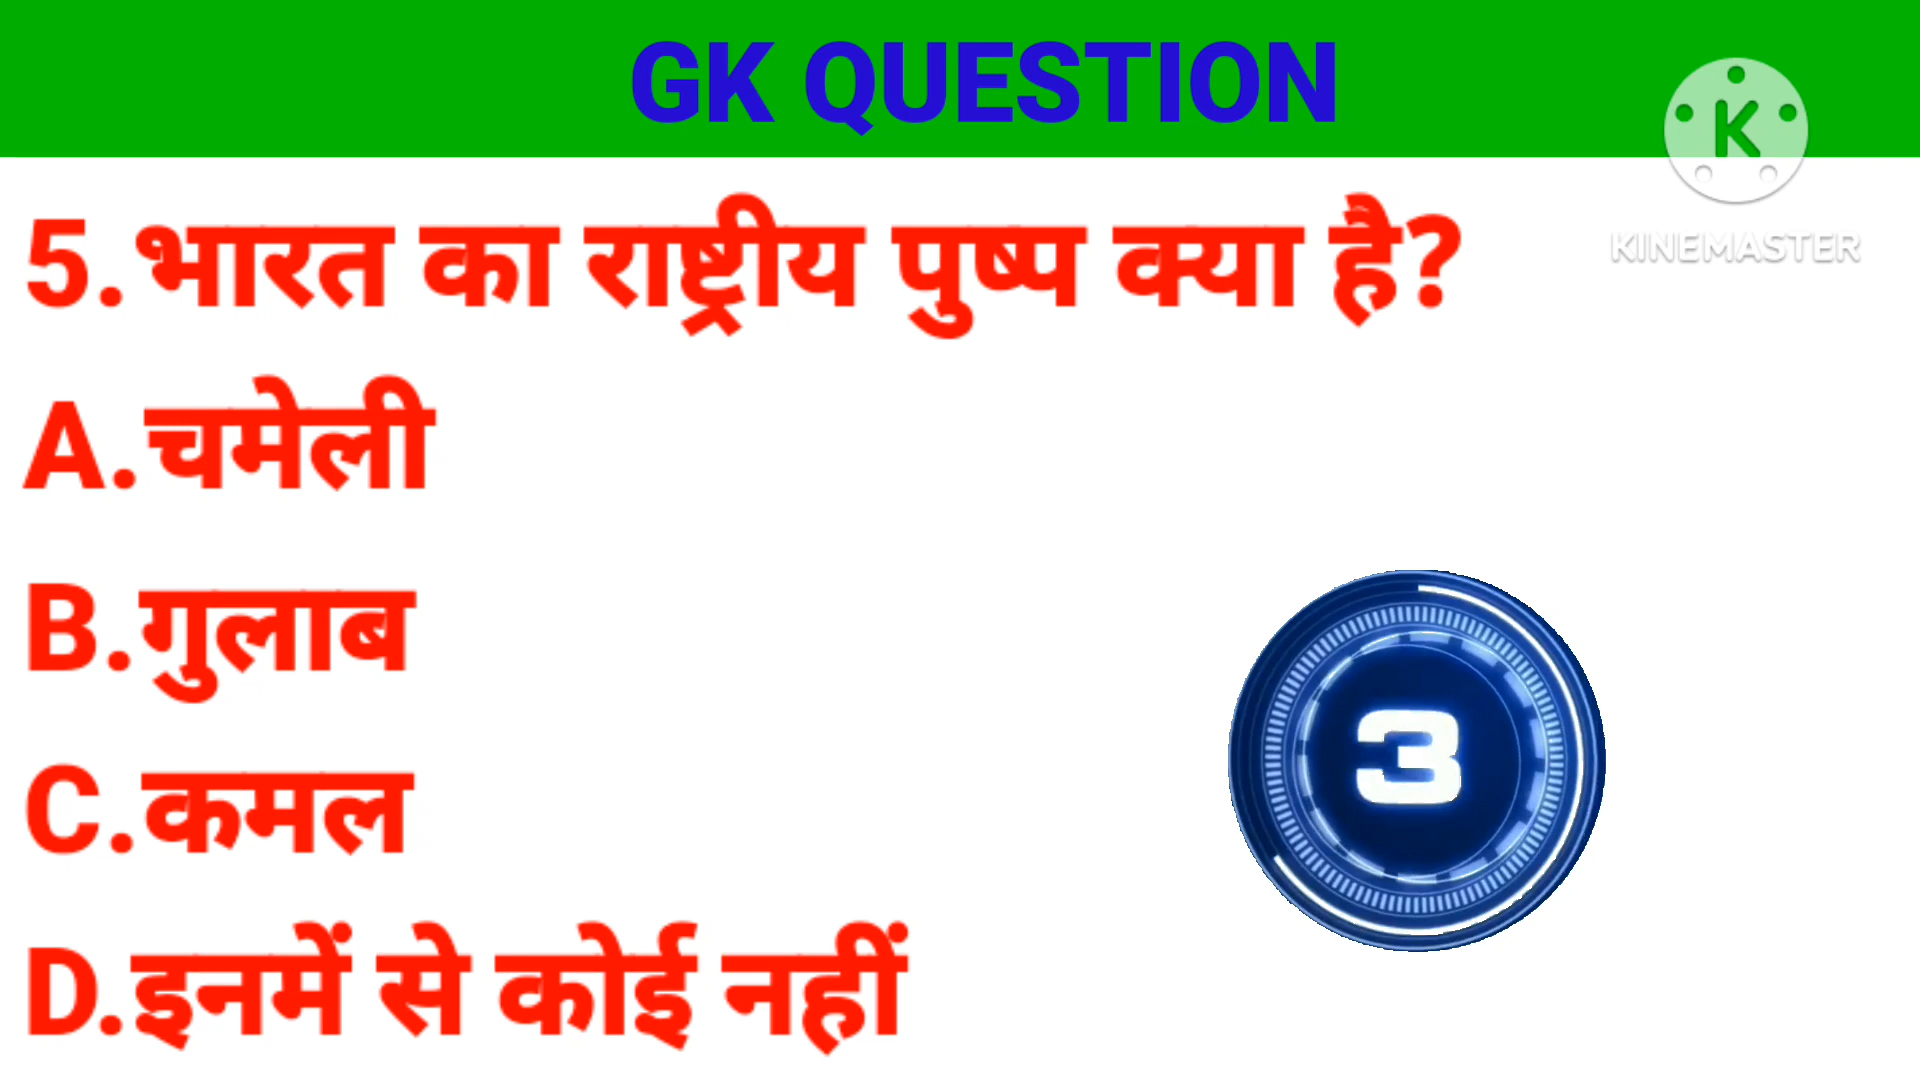 GK QUESTION
K
KINEMASTER
5.भारत का राष्ट्रीय पुष्प क्या है?
A.चमेली
B.गुलाब
C.कमल
3
D.इनमें से कोई नहीं